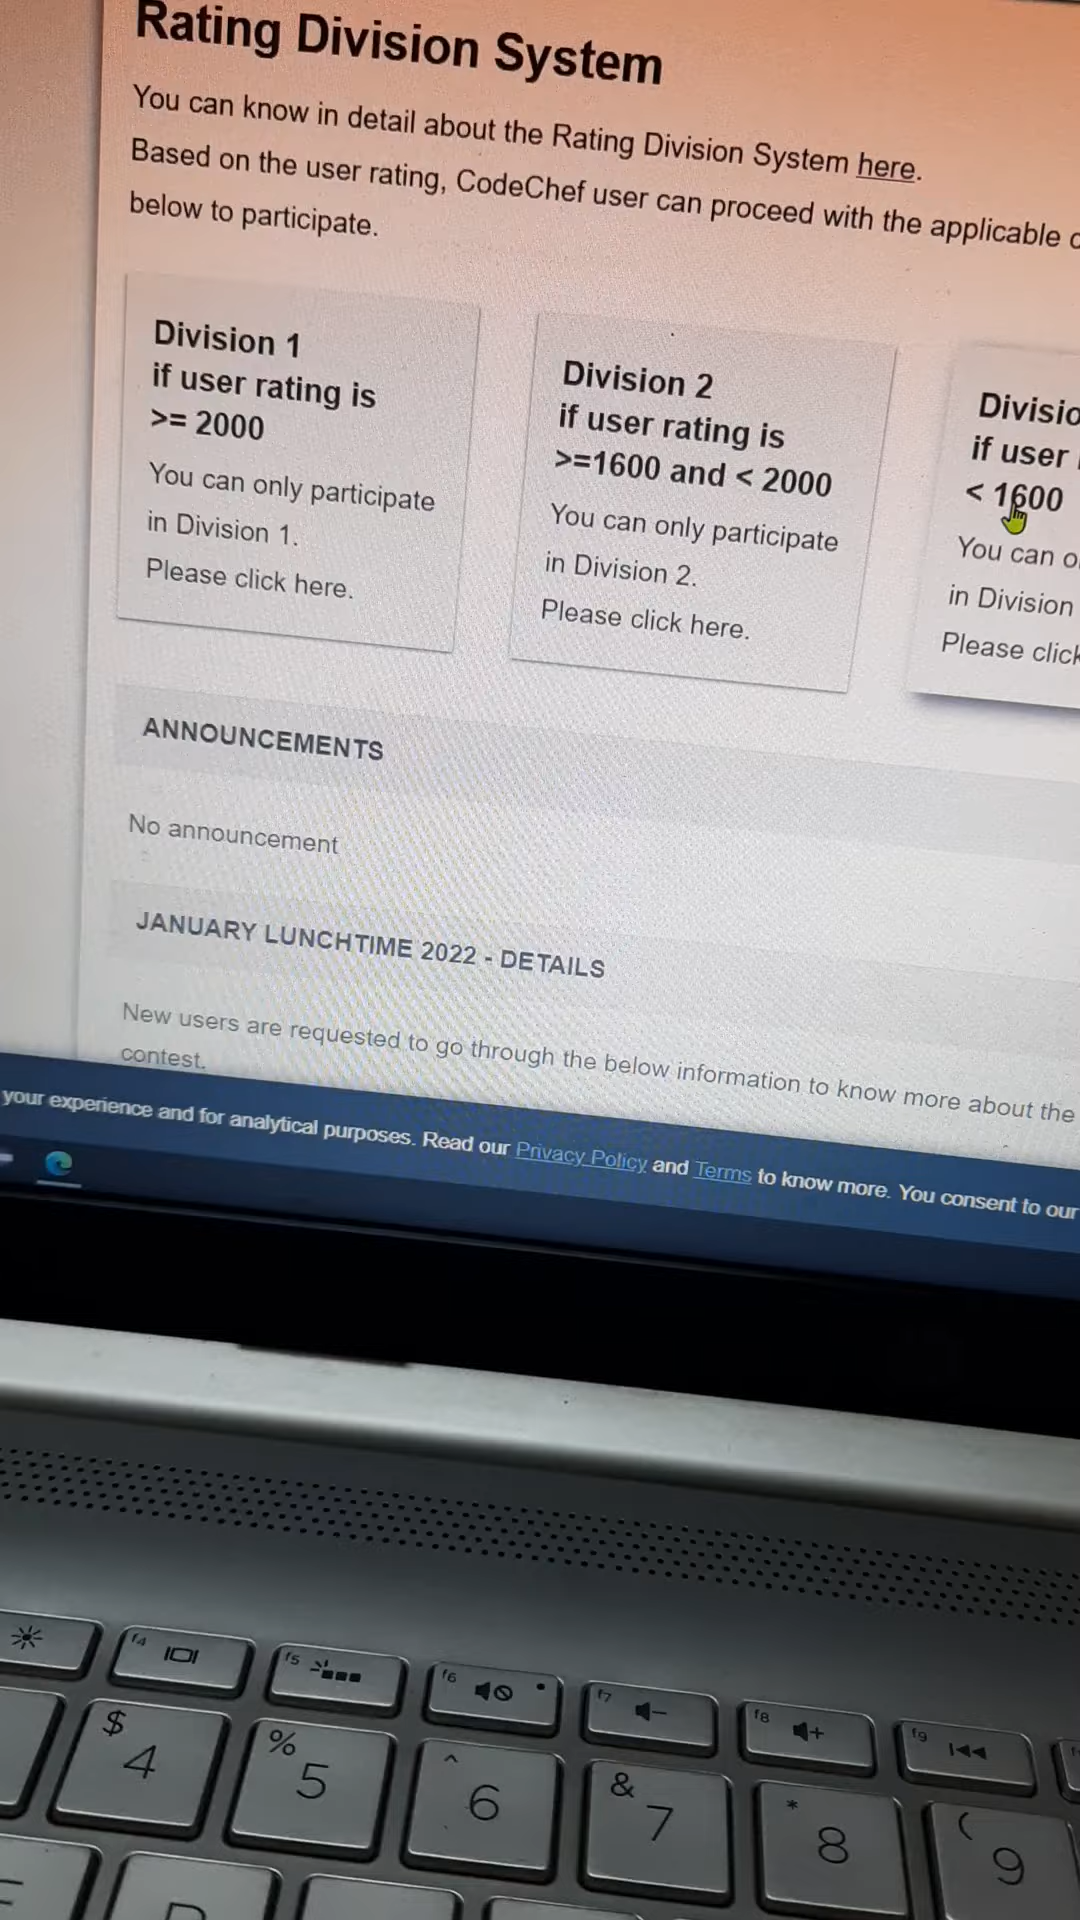 Rating Division System
You can know in detail about the Rating Division System here.
Based on the user rating, CodeChef user can proceed with the applicable
below to participate.
Division 1
if user rating is
>= 2000
You can only participate
in Division 1.
Please click here.
Division 2
if user rating is
>=1600 and < 2000
You can only participate
in Division 2.
Please click here.
if user
< 1600
You can
in Division
Please
ANNOUNCEMENTS
No announcement
JANUARY LUNCHTIME 2022 - DETAILS
New users are requested to go through the below information to know more about the
contest.
your experience and for analytical purposes. Read our Privacy Policy and Terms to know more. You consent to our
f4
f5
f6
f7
f8
f9
$
4
%
5
^
6
&
7
*
8
(
9